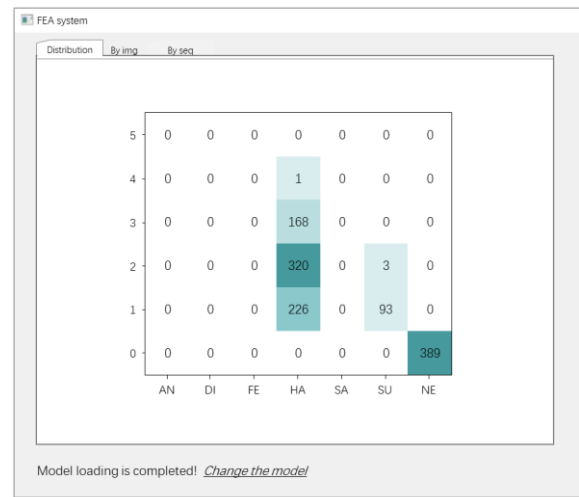 FEA system
Distribution By img By seq
5 0 0 0 0 0 0 0
4 0 0 0 1 0 0 0
3 0 0 0 168 0 0 0
2 0 0 0 320 0 3 0
1 0 0 0 226 0 93 0
0 0 0 0 0 0 0 389
AN DI FE HA SA SU NE
Model loading is completed! Change the model